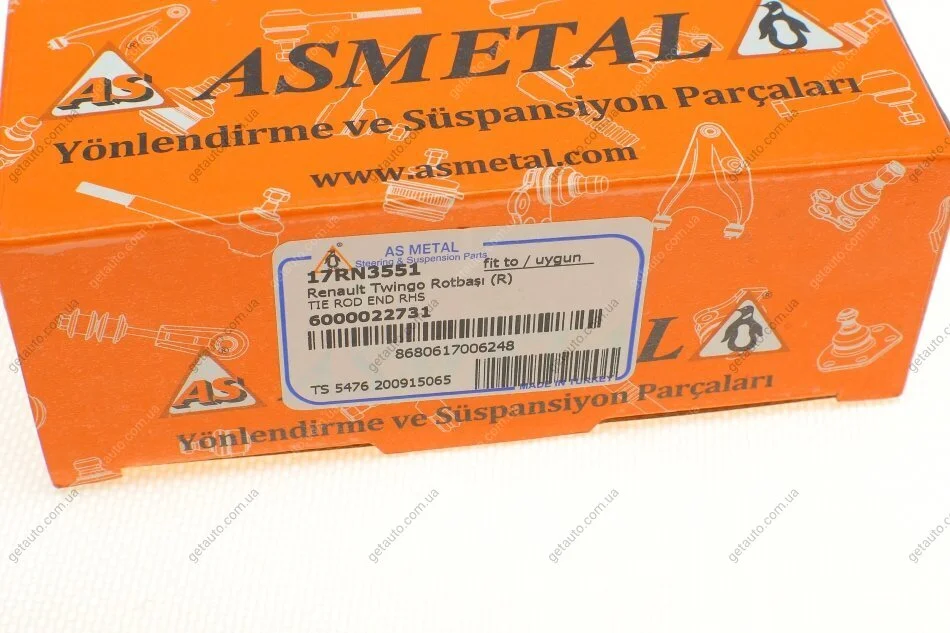 ASMETAL
AS
Yönlendirme ve Süspansiyon Parçaları
www.asmetal.com
AS METAL
Steering & Suspension Parts
17RN3551
fit to / uygun
Renault Twingo Rotbaşı (R)
TIE ROD END RHS
6000022731
8680617006248
TS 5476 200915065
MADE IN TURKEY
AS
L
Yönlendirme ve Süspansiyon Parçaları
getauto.com.ua